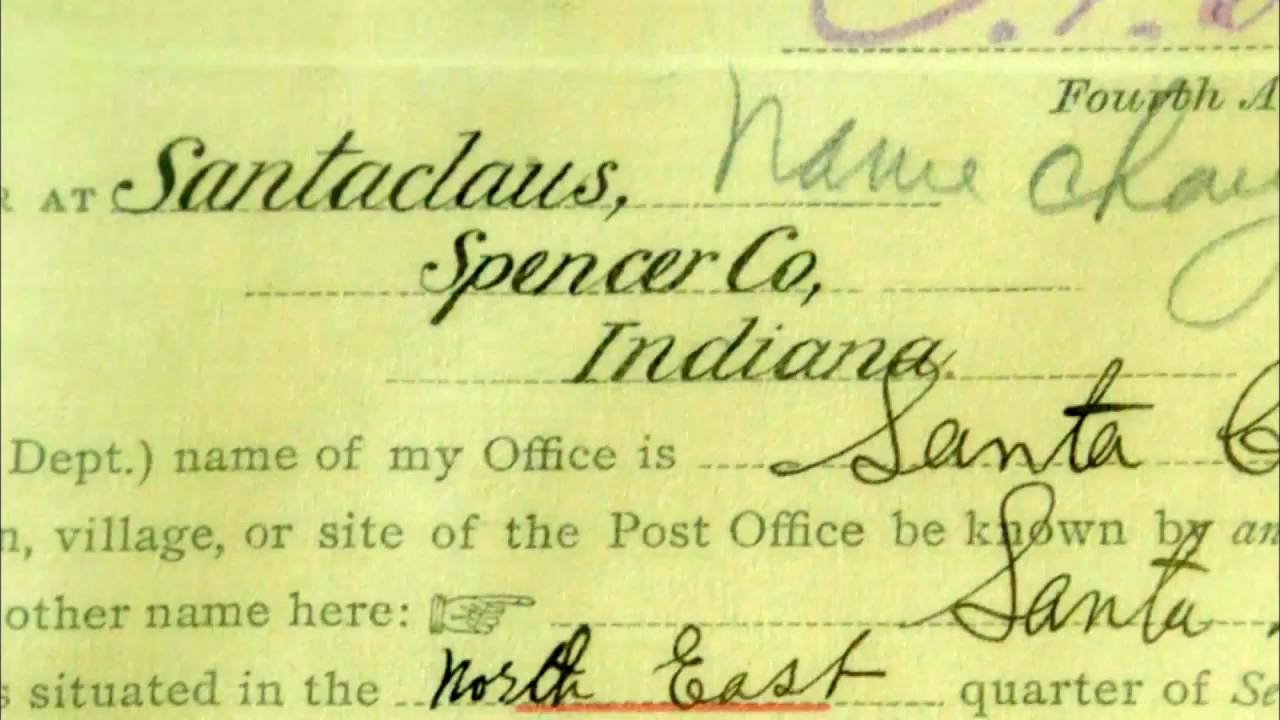 Fourth A
R AT Santaclaus, Name chang
Spencer Co,
Indiana.
Dept.) name of my Office is Santa C
n, village, or site of the Post Office be known by an
other name here: Santa
s situated in the North East quarter of Se